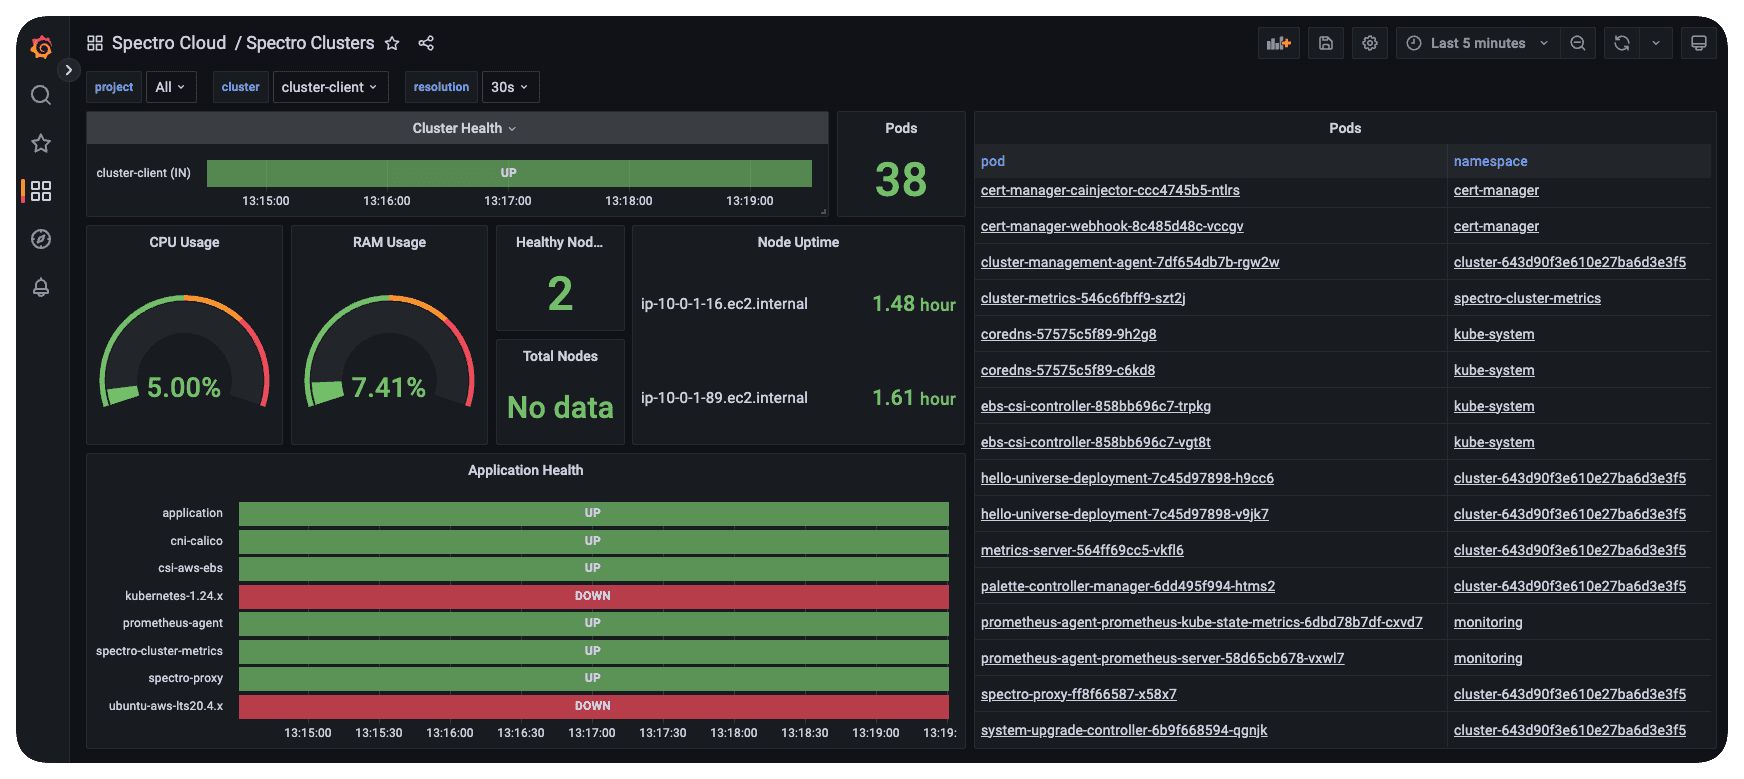 Spectro Cloud / Spectro Clusters
Last 5 minutes
project All cluster cluster-client resolution 30s
Cluster Health
cluster-client (IN) UP
13:15:00 13:16:00 13:17:00 13:18:00 13:19:00
Pods
38
CPU Usage
5.00%
RAM Usage
7.41%
Healthy Nod...
2
Total Nodes
No data
Node Uptime
ip-10-0-1-16.ec2.internal 1.48 hour
ip-10-0-1-89.ec2.internal 1.61 hour
Application Health
application UP
cni-calico UP
csi-aws-ebs UP
kubernetes-1.24.x DOWN
prometheus-agent UP
spectro-cluster-metrics UP
spectro-proxy UP
ubuntu-aws-lts20.4.x DOWN
13:15:00 13:15:30 13:16:00 13:16:30 13:17:00 13:17:30 13:18:00 13:18:30 13:19:00 13:19:
Pods
pod namespace
cert-manager-cainjector-ccc4745b5-ntlrs cert-manager
cert-manager-webhook-8c485d48c-vccgv cert-manager
cluster-management-agent-7df654db7b-rgw2w cluster-643d90f3e610e27ba6d3e3f5
cluster-metrics-546c6fbff9-szt2j spectro-cluster-metrics
coredns-57575c5f89-9h2g8 kube-system
coredns-57575c5f89-c6kd8 kube-system
ebs-csi-controller-858bb696c7-trpkg kube-system
ebs-csi-controller-858bb696c7-vgt8t kube-system
hello-universe-deployment-7c45d97898-h9cc6 cluster-643d90f3e610e27ba6d3e3f5
hello-universe-deployment-7c45d97898-v9jk7 cluster-643d90f3e610e27ba6d3e3f5
metrics-server-564ff69cc5-vkfl6 cluster-643d90f3e610e27ba6d3e3f5
palette-controller-manager-6dd495f994-htms2 cluster-643d90f3e610e27ba6d3e3f5
prometheus-agent-prometheus-kube-state-metrics-6dbd78b7df-cxvd7 monitoring
prometheus-agent-prometheus-server-58d65cb678-vxwl7 monitoring
spectro-proxy-ff8f66587-x58x7 cluster-643d90f3e610e27ba6d3e3f5
system-upgrade-controller-6b9f668594-qgnjk cluster-643d90f3e610e27ba6d3e3f5